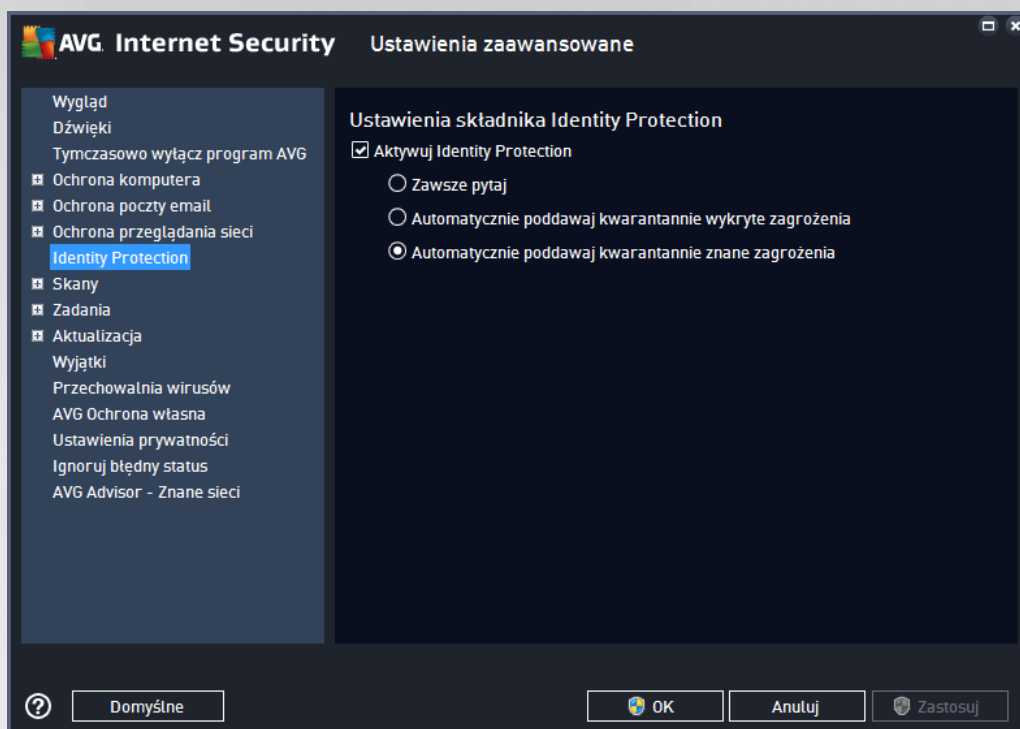 AVG. Internet Security Ustawienia zaawansowane
Wygląd
Dźwięki
Tymczasowo wyłącz program AVG
Ochrona komputera
Ochrona poczty email
Ochrona przeglądania sieci
Identity Protection
Skany
Zadania
Aktualizacja
Wyjątki
Przechowalnia wirusów
AVG Ochrona własna
Ustawienia prywatności
Ignoruj błędny status
AVG Advisor - Znane sieci
Ustawienia składnika Identity Protection
Aktywuj Identity Protection
Zawsze pytaj
Automatycznie poddawaj kwarantannie wykryte zagrożenia
Automatycznie poddawaj kwarantannie znane zagrożenia
? Domyślne OK Anuluj Zastosuj